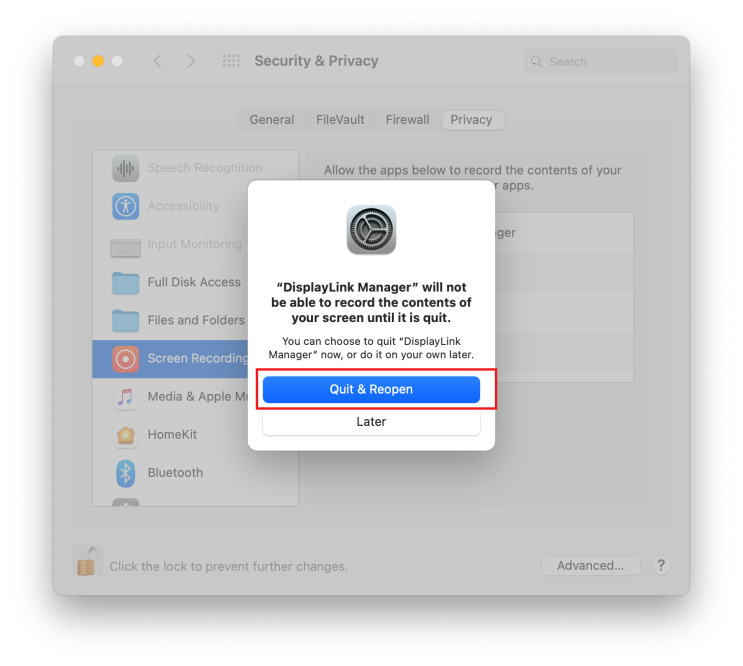 Security & Privacy
Search
General
FileVault
Firewall
Privacy
Speech Recognition
Accessibility
Input Monitoring
Full Disk Access
Files and Folders
Screen Recording
Media & Apple Mu
HomeKit
Bluetooth
Allow the apps below to record the contents of your
r apps.
ger
“DisplayLink Manager” will not
be able to record the contents of
your screen until it is quit.
You can choose to quit “DisplayLink
Manager” now, or do it on your own later.
Quit & Reopen
Later
Click the lock to prevent further changes.
Advanced...
?